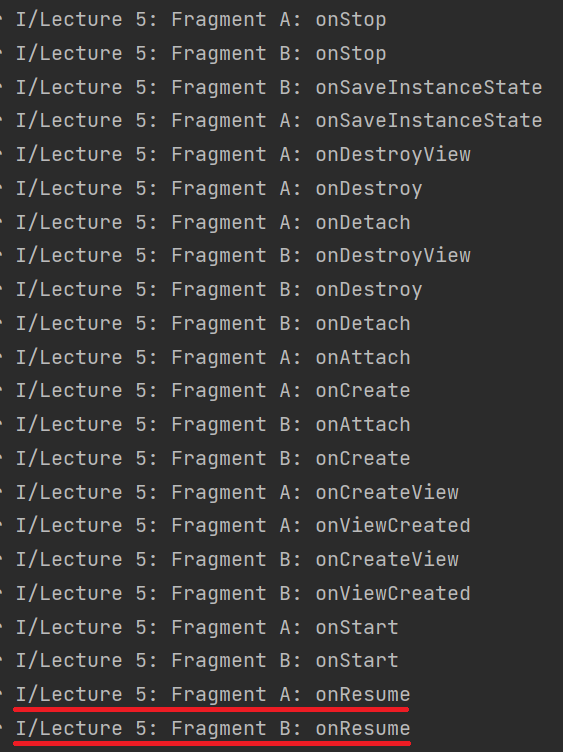 I/Lecture 5: Fragment A: onStop
I/Lecture 5: Fragment B: onStop
I/Lecture 5: Fragment B: onSaveInstanceState
I/Lecture 5: Fragment A: onSaveInstanceState
I/Lecture 5: Fragment A: onDestroyView
I/Lecture 5: Fragment A: onDestroy
I/Lecture 5: Fragment A: onDetach
I/Lecture 5: Fragment B: onDestroyView
I/Lecture 5: Fragment B: onDestroy
I/Lecture 5: Fragment B: onDetach
I/Lecture 5: Fragment A: onAttach
I/Lecture 5: Fragment A: onCreate
I/Lecture 5: Fragment B: onAttach
I/Lecture 5: Fragment B: onCreate
I/Lecture 5: Fragment A: onCreateView
I/Lecture 5: Fragment A: onViewCreated
I/Lecture 5: Fragment B: onCreateView
I/Lecture 5: Fragment B: onViewCreated
I/Lecture 5: Fragment A: onStart
I/Lecture 5: Fragment B: onStart
I/Lecture 5: Fragment A: onResume
I/Lecture 5: Fragment B: onResume